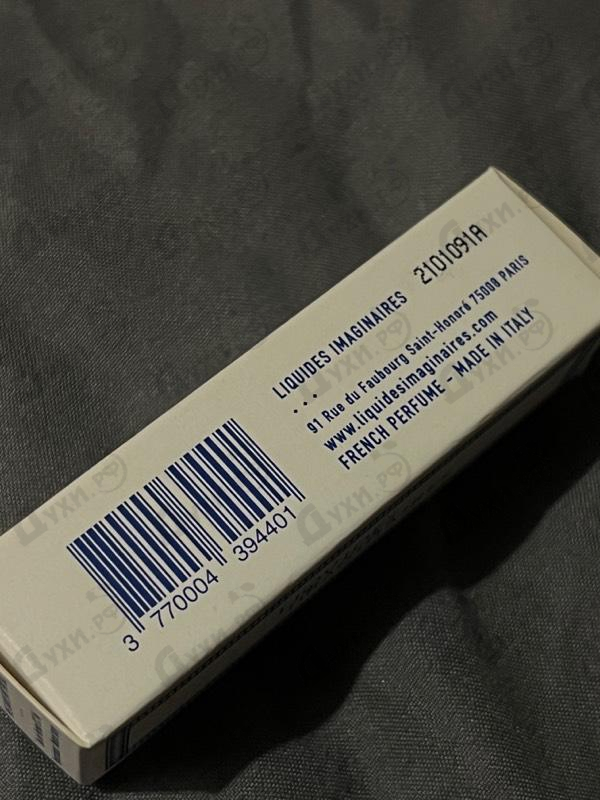 2101091A
LIQUIDES IMAGINAIRES
...
91 Rue du Faubourg Saint-Honoré 75008 PARIS
www.liquidesimaginaires.com
FRENCH PERFUME - MADE IN ITALY
3 770004 394401
Духи.РФ